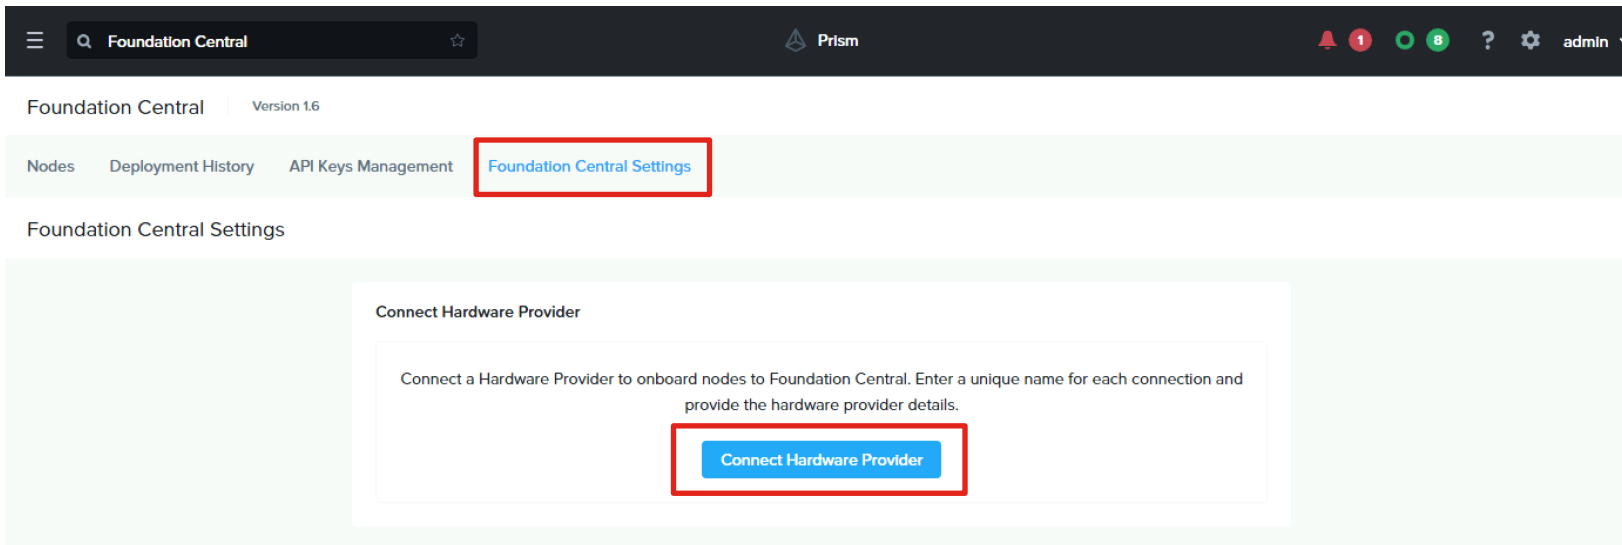 Foundation Central
Prism
1
8
?
admin
Foundation Central
Version 1.6
Nodes
Deployment History
API Keys Management
Foundation Central Settings
Foundation Central Settings
Connect Hardware Provider
Connect a Hardware Provider to onboard nodes to Foundation Central. Enter a unique name for each connection and
provide the hardware provider details.
Connect Hardware Provider